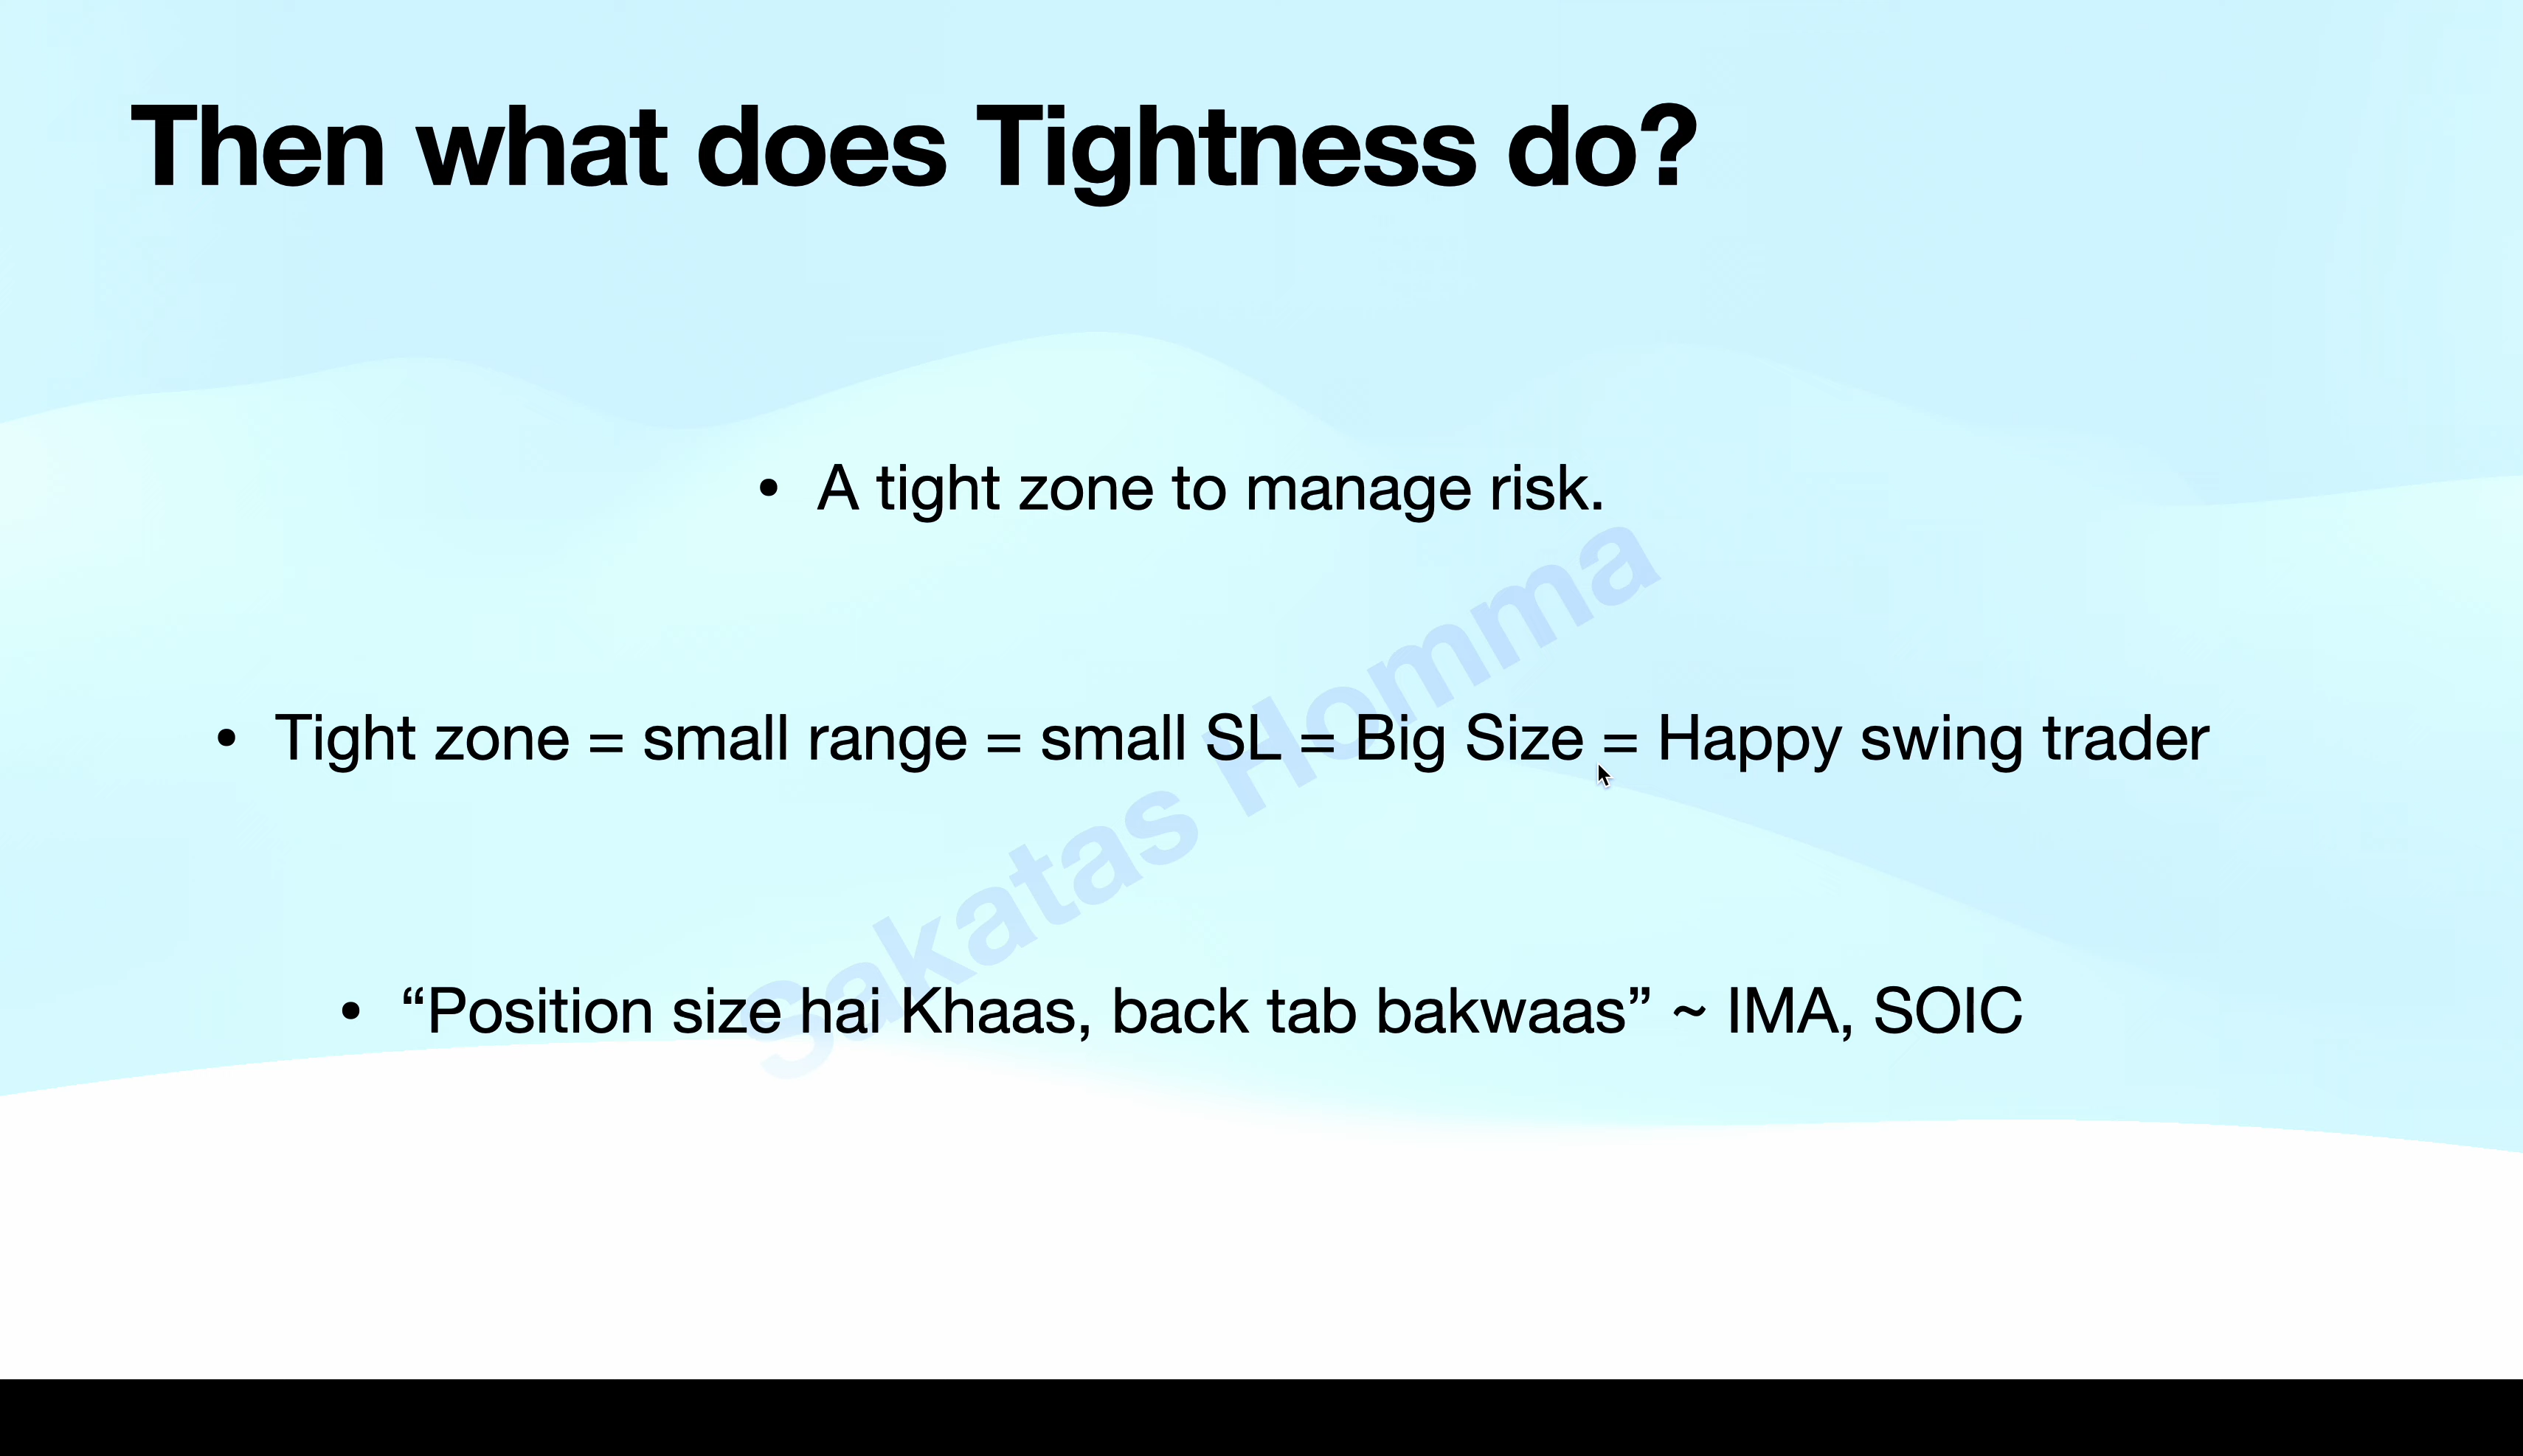 Then what does Tightness do?
• A tight zone to manage risk.
• Tight zone = small range = small SL = Big Size = Happy swing trader
• “Position size hai Khaas, back tab bakwaas” ~ IMA, SOIC
Sakatas Homma